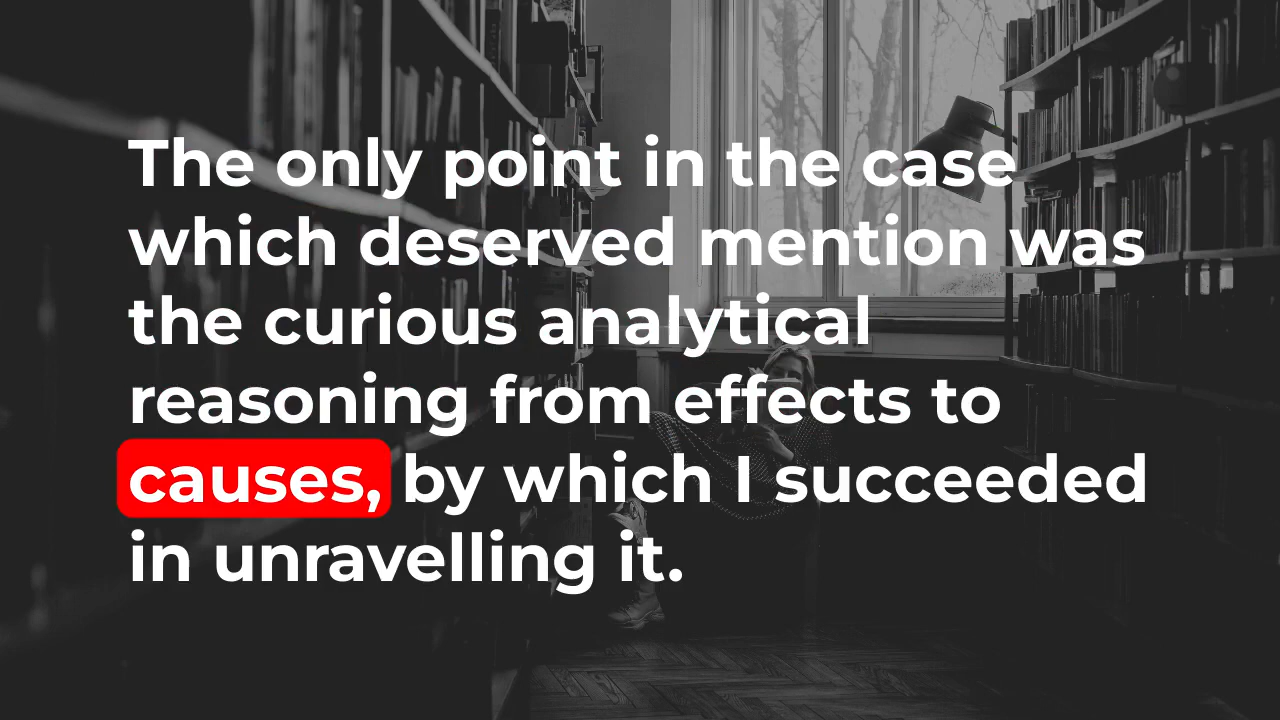 The only point in the case
which deserved mention was
the curious analytical
reasoning from effects to
causes, by which I succeeded
in unravelling it.